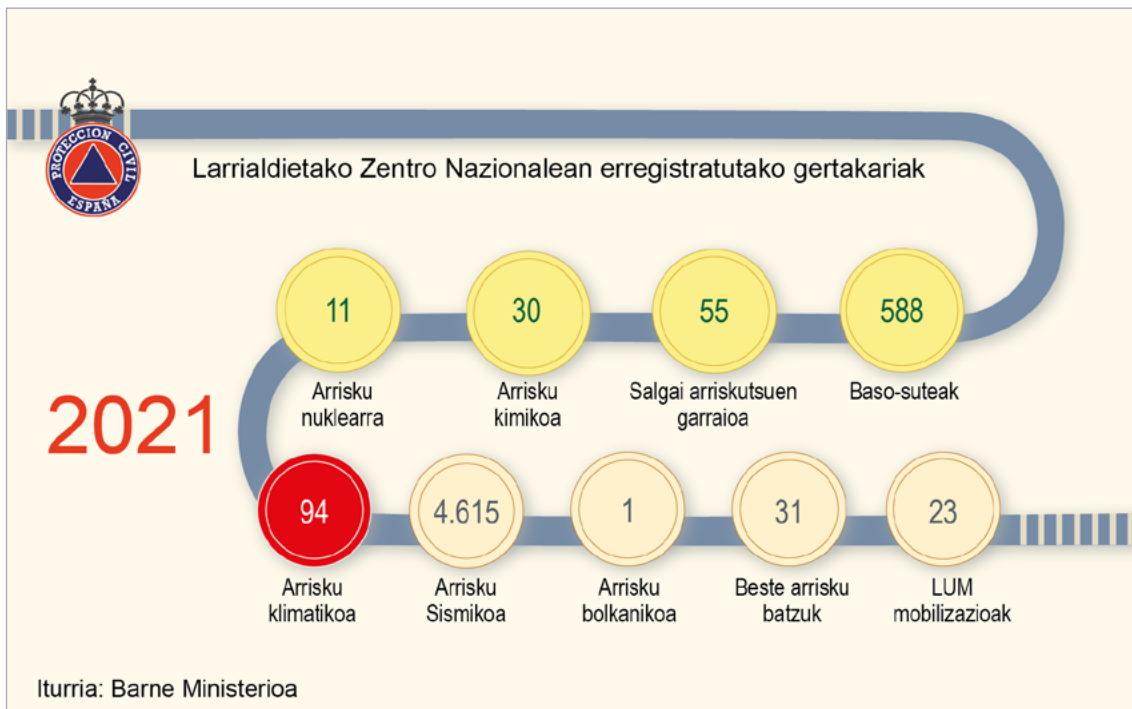 PROTECCION CIVIL
ESPAÑA
Larrialdietako Zentro Nazionalean erregistratutako gertakariak
11
30
55
588
Arrisku
nuklearra
Arrisku
kimikoa
Salgai arriskutsuen
garraioa
Baso-suteak
2021
94
4.615
1
31
23
Arrisku
klimatikoa
Arrisku
Sismikoa
Arrisku
bolkanikoa
Beste arrisku
batzuk
LUM
mobilizazioak
Iturria: Barne Ministerioa